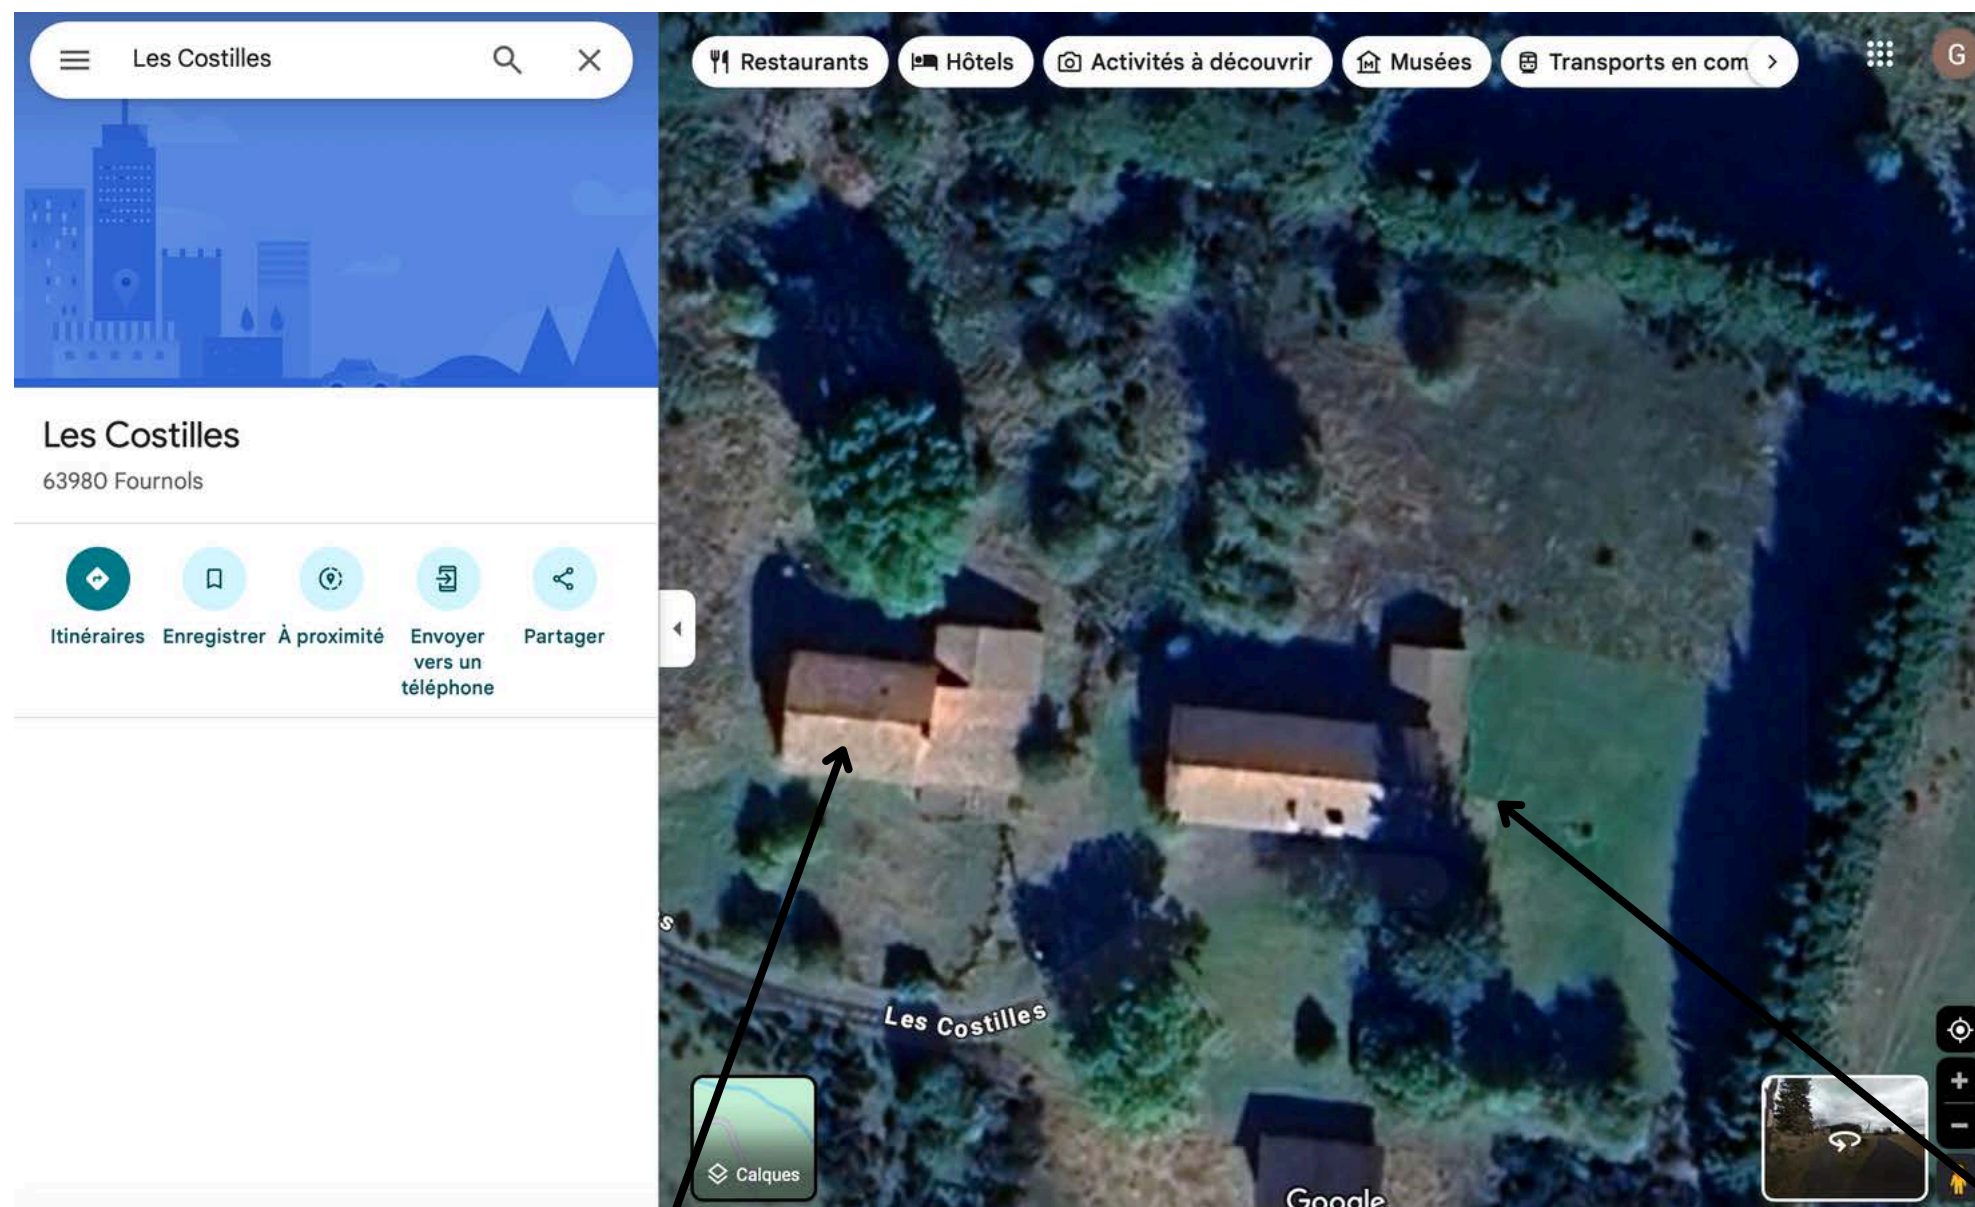 Les Costilles
Restaurants
Hôtels
Activités à découvrir
Musées
Transports en com
G
Les Costilles
63980 Fournols
Itinéraires
Enregistrer
À proximité
Envoyer
vers un
téléphone
Partager
s
Les Costilles
Calques
Google